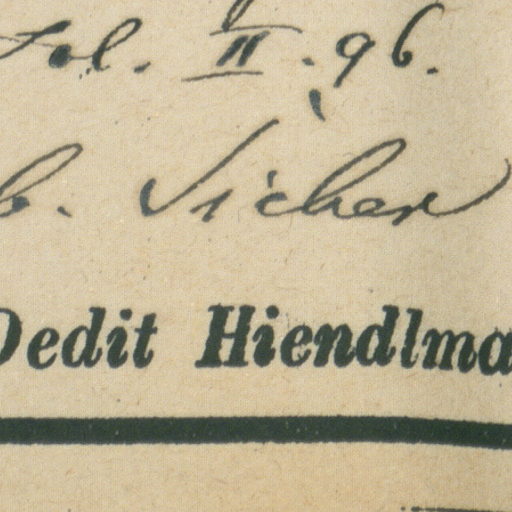 Fol. II. 96.
b. Sicher
Dedit Hiendlma